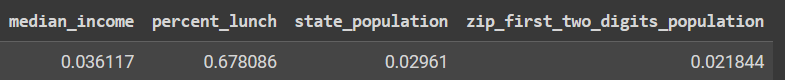 median_income percent_lunch state_population zip_first_two_digits_population
0.036117 0.678086 0.02961 0.021844